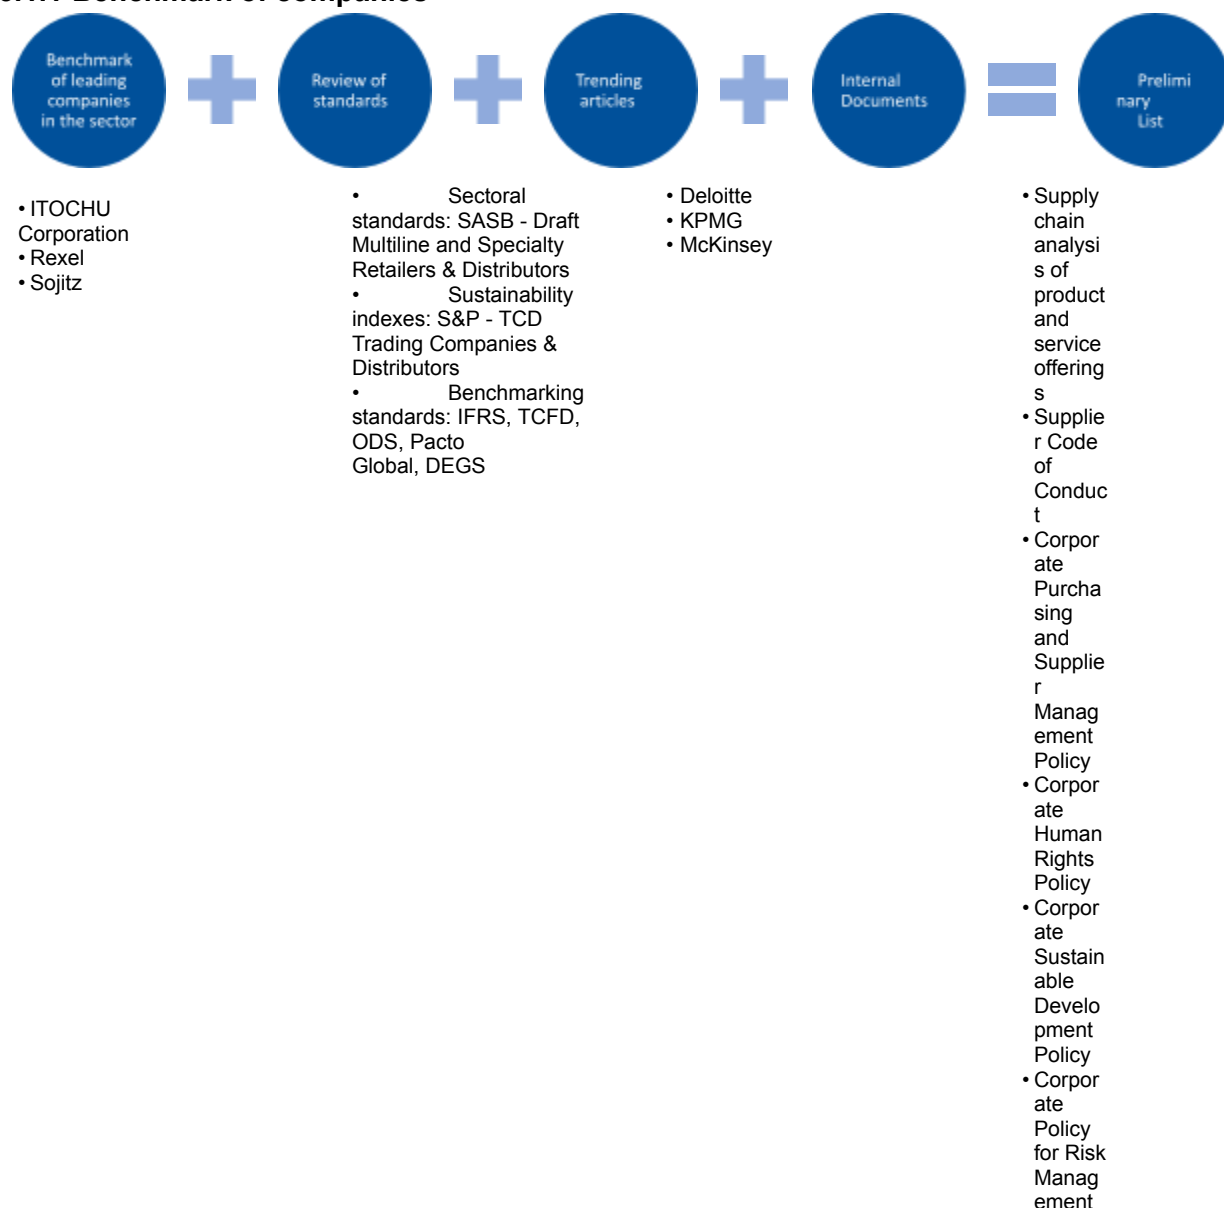 Benchmark of companies
Benchmark
of leading
companies
in the sector
Review of
standards
Trending
articles
Internal
Documents
Prelimi
nary
List
• ITOCHU
Corporation
• Rexel
• Sojitz
• Sectoral
standards: SASB - Draft
Multiline and Specialty
Retailers & Distributors
• Sustainability
indexes: S&P - TCD
Trading Companies &
Distributors
• Benchmarking
standards: IFRS, TCFD,
ODS, Pacto
Global, DEGS
• Deloitte
• KPMG
• McKinsey
• Supply
chain
analysi
s of
product
and
service
offering
s
• Supplie
r Code
of
Conduc
t
• Corpor
ate
Purcha
sing
and
Supplie
r
Manag
ement
Policy
• Corpor
ate
Human
Rights
Policy
• Corpor
ate
Sustain
able
Develo
pment
Policy
• Corpor
ate
Policy
for Risk
Manag
ement